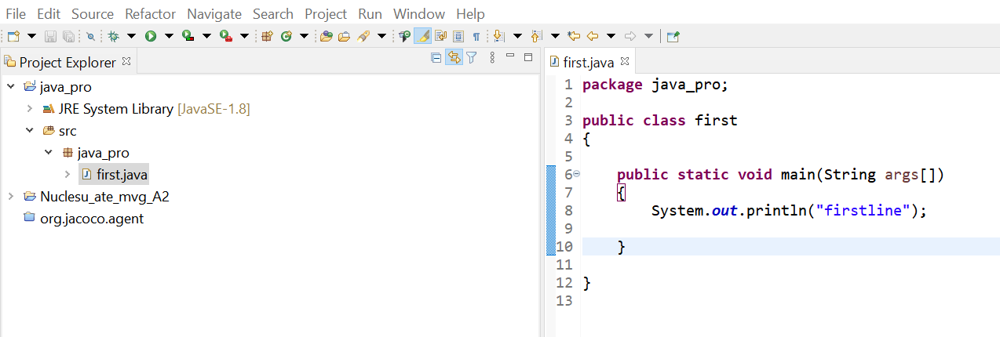 File Edit Source Refactor Navigate Search Project Run Window Help
Project Explorer
java_pro
JRE System Library [JavaSE-1.8]
src
java_pro
first.java
Nuclesu_ate_mvg_A2
org.jacoco.agent
first.java
1 package java_pro;
2
3 public class first
4 {
5
6 public static void main(String args[])
7 {
8 System.out.println("firstline");
9
10 }
11
12 }
13